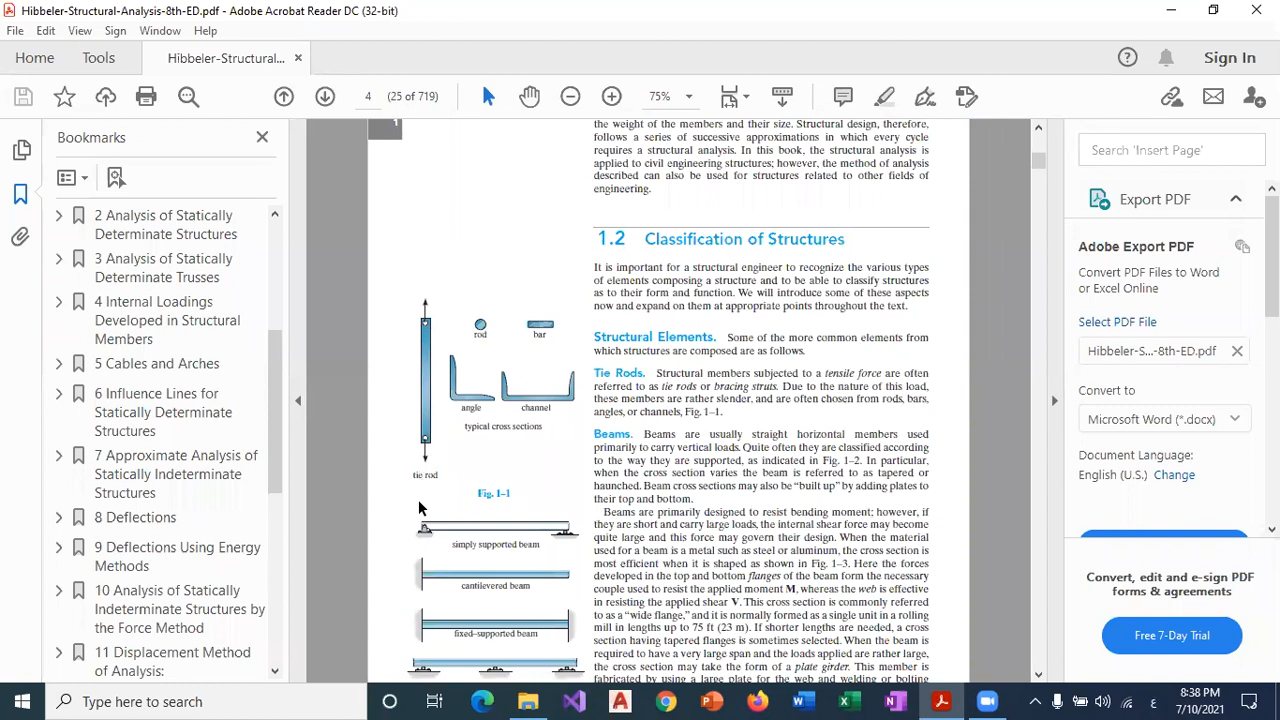 Hibbeler-Structural-Analysis-8th-ED.pdf - Adobe Acrobat Reader DC (32-bit)
File Edit View Sign Window Help
Home Tools Hibbeler-Structural... ×
Sign In
4 (25 of 719) 75%
Bookmarks
2 Analysis of Statically
Determinate Structures
3 Analysis of Statically
Determinate Trusses
4 Internal Loadings
Developed in Structural
Members
5 Cables and Arches
6 Influence Lines for
Statically Determinate
Structures
7 Approximate Analysis of
Statically Indeterminate
Structures
8 Deflections
9 Deflections Using Energy
Methods
10 Analysis of Statically
Indeterminate Structures by
the Force Method
11 Displacement Method
of Analysis:
1
rod
bar
angle
channel
typical cross sections
tie rod
Fig. 1–1
simply supported beam
cantilevered beam
fixed–supported beam
the weight of the members and their size. Structural design, therefore,
follows a series of successive approximations in which every cycle
requires a structural analysis. In this book, the structural analysis is
applied to civil engineering structures; however, the method of analysis
described can also be used for structures related to other fields of
engineering.
1.2 Classification of Structures
It is important for a structural engineer to recognize the various types
of elements composing a structure and to be able to classify structures
as to their form and function. We will introduce some of these aspects
now and expand on them at appropriate points throughout the text.
Structural Elements. Some of the more common elements from
which structures are composed are as follows.
Tie Rods. Structural members subjected to a tensile force are often
referred to as tie rods or bracing struts. Due to the nature of this load,
these members are rather slender, and are often chosen from rods, bars,
angles, or channels, Fig. 1–1.
Beams. Beams are usually straight horizontal members used
primarily to carry vertical loads. Quite often they are classified according
to the way they are supported, as indicated in Fig. 1–2. In particular,
when the cross section varies the beam is referred to as tapered or
haunched. Beam cross sections may also be “built up” by adding plates to
their top and bottom.
Beams are primarily designed to resist bending moment; however, if
they are short and carry large loads, the internal shear force may become
quite large and this force may govern their design. When the material
used for a beam is a metal such as steel or aluminum, the cross section is
most efficient when it is shaped as shown in Fig. 1–3. Here the forces
developed in the top and bottom flanges of the beam form the necessary
couple used to resist the applied moment M, whereas the web is effective
in resisting the applied shear V. This cross section is commonly referred
to as a “wide flange,” and it is normally formed as a single unit in a rolling
mill in lengths up to 75 ft (23 m). If shorter lengths are needed, a cross
section having tapered flanges is sometimes selected. When the beam is
required to have a very large span and the loads applied are rather large,
the cross section may take the form of a plate girder. This member is
fabricated by using a large plate for the web and welding or bolting
Search 'Insert Page'
Export PDF
Adobe Export PDF
Convert PDF Files to Word
or Excel Online
Select PDF File
Hibbeler-S...-8th-ED.pdf ×
Convert to
Microsoft Word (*.docx)
Document Language:
English (U.S.) Change
Convert, edit and e-sign PDF
forms & agreements
Free 7-Day Trial
Type here to search
ع
8:38 PM
7/10/2021